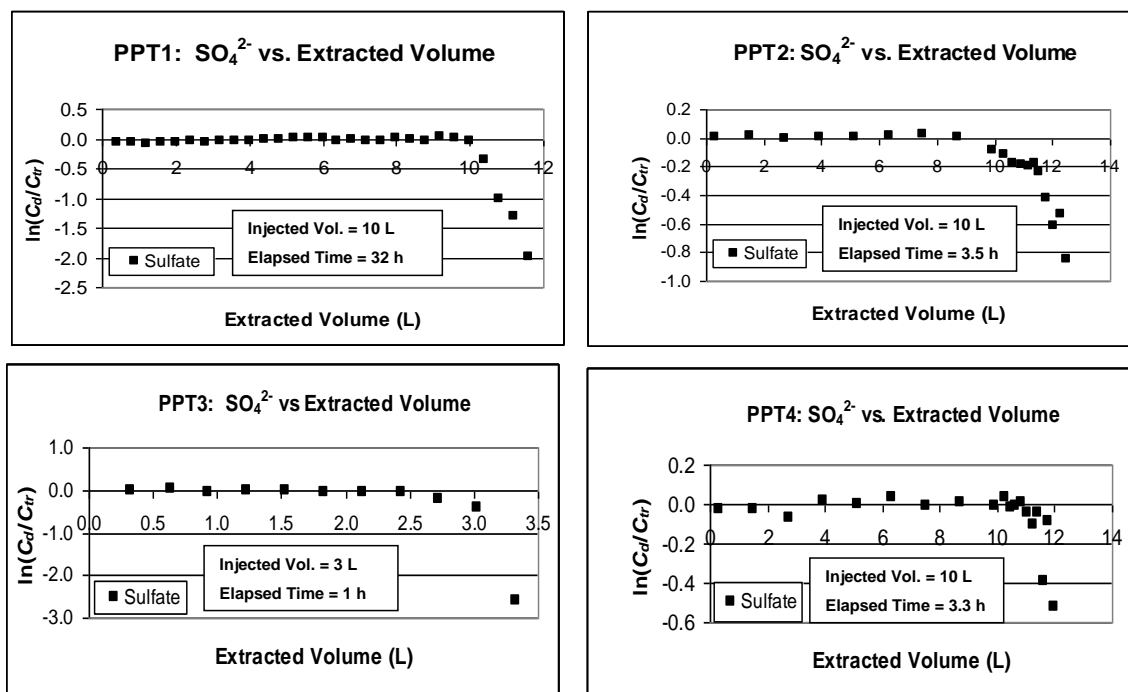 PPT1: SO₄²⁻ vs. Extracted Volume
ln(Cd/Ctr)
0.5
0.0
-0.5
-1.0
-1.5
-2.0
-2.5
0 2 4 6 8 10 12
Injected Vol. = 10 L
Elapsed Time = 32 h
Sulfate
Extracted Volume (L)
PPT2: SO₄²⁻ vs. Extracted Volume
ln(Cd/Ctr)
0.2
0.0
-0.2
-0.4
-0.6
-0.8
-1.0
0 2 4 6 8 10 12 14
Injected Vol. = 10 L
Elapsed Time = 3.5 h
Sulfate
Extracted Volume (L)
PPT3: SO₄²⁻ vs Extracted Volume
ln(Cd/Ctr)
1.0
0.0
-1.0
-2.0
-3.0
0.0 0.5 1.0 1.5 2.0 2.5 3.0 3.5
Injected Vol. = 3 L
Elapsed Time = 1 h
Sulfate
Extracted Volume (L)
PPT4: SO₄²⁻ vs. Extracted Volume
ln(Cd/Ctr)
0.2
0.0
-0.2
-0.4
-0.6
0 2 4 6 8 10 12 14
Injected Vol. = 10 L
Elapsed Time = 3.3 h
Sulfate
Extracted Volume (L)